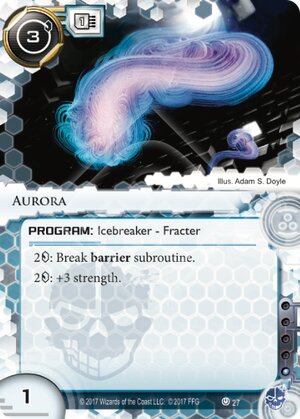 3
1
Illus. Adam S. Doyle
AURORA
PROGRAM: Icebreaker - Fracter
2: Break barrier subroutine.
2: +3 strength.
1
© 2017 Wizards of the Coast LLC. © 2017 FFG 27